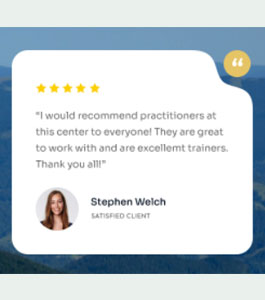 “
"I would recommend practitioners at
this center to everyone! They are great
to work with and are excellemt trainers.
Thank you all!"
Stephen Welch
SATISFIED CLIENT